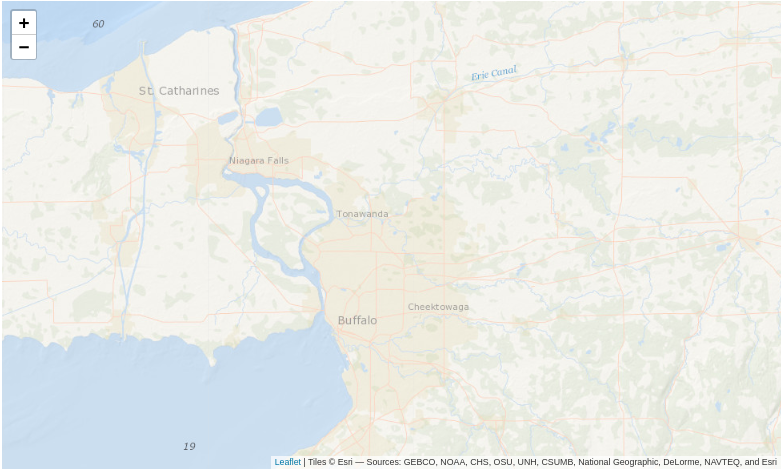 +
60
−
Erie Canal
St. Catharines
Niagara Falls
Tonawanda
Cheektowaga
Buffalo
19
Leaflet | Tiles © Esri — Sources: GEBCO, NOAA, CHS, OSU, UNH, CSUMB, National Geographic, DeLorme, NAVTEQ, and Esri